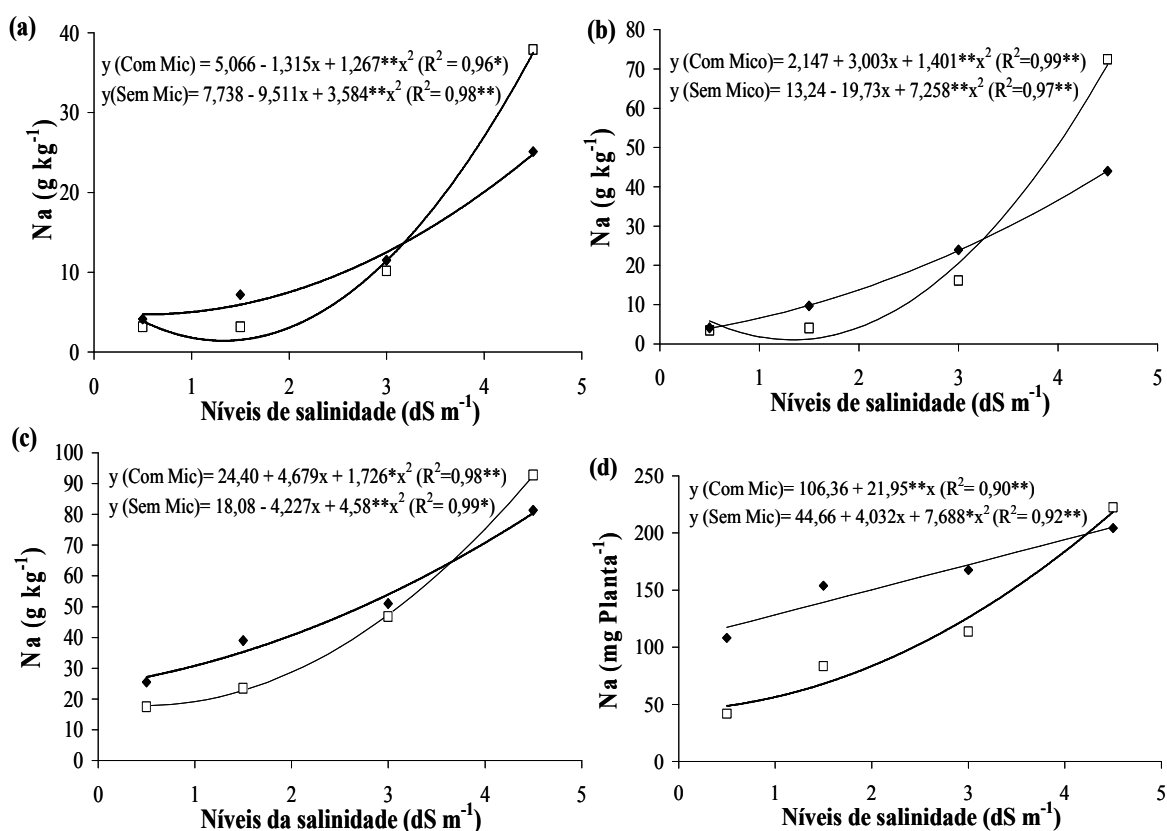 (a)
y (Com Mic) = 5,066 - 1,315x + 1,267**x² (R² = 0,96*)
y(Sem Mic) = 7,738 - 9,511x + 3,584**x² (R²= 0,98**)
40
30
20
10
0
Na (g kg⁻¹)
0 1 2 3 4 5
Níveis de salinidade (dS m⁻¹)
(b)
y (Com Mico) = 2,147 + 3,003x + 1,401**x² (R²=0,99**)
y (Sem Mico)= 13,24 - 19,73x + 7,258**x² (R²=0,97**)
80
70
60
50
40
30
20
10
0
Na (g kg⁻¹)
0 1 2 3 4 5
Níveis de salinidade (dS m⁻¹)
(c)
y (Com Mic)= 24,40 + 4,679x + 1,726*x² (R²=0,98**)
y (Sem Mic)= 18,08 - 4,227x + 4,58**x² (R²= 0,99*)
100
90
80
70
60
50
40
30
20
10
0
Na (g kg⁻¹)
0 1 2 3 4 5
Níveis da salinidade (dS m⁻¹)
(d)
y (Com Mic)= 106,36 + 21,95**x (R²= 0,90**)
y (Sem Mic)= 44,66 + 4,032x + 7,688*x² (R²= 0,92**)
250
200
150
100
50
0
Na (mg Planta⁻¹)
0 1 2 3 4 5
Níveis de salinidade (dS m⁻¹)